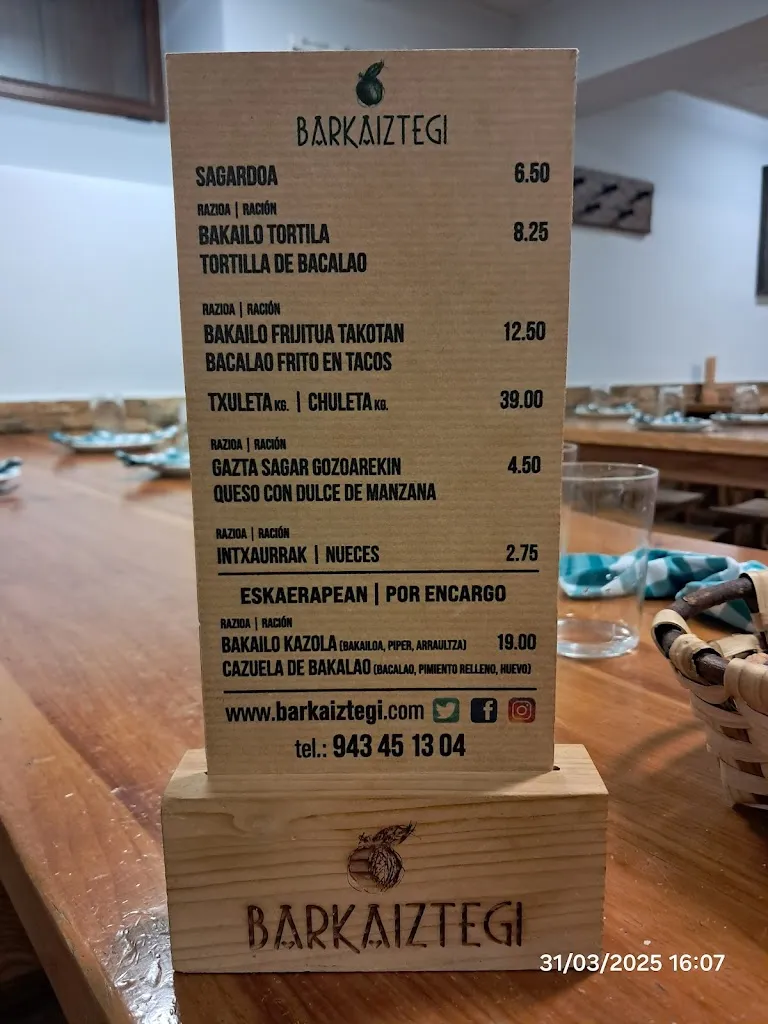 BARKAIZTEGI
SAGARDOA 6.50
RAZIOA | RACIÓN
BAKAILO TORTILA 8.25
TORTILLA DE BACALAO
RAZIOA | RACIÓN
BAKAILO FRIJITUA TAKOTAN 12.50
BACALAO FRITO EN TACOS
TXULETA KG. | CHULETA KG. 39.00
RAZIOA | RACIÓN
GAZTA SAGAR GOZOAREKIN 4.50
QUESO CON DULCE DE MANZANA
RAZIOA | RACIÓN
INTXAURRAK | NUECES 2.75
ESKAERAPEAN | POR ENCARGO
RAZIOA | RACIÓN
BAKAILO KAZOLA (BAKAILOA, PIPER, ARRAULTZA) 19.00
CAZUELA DE BAKALAO (BACALAO, PIMIENTO RELLENO, HUEVO)
www.barkaiztegi.com
tel.: 943 45 13 04
BARKAIZTEGI
31/03/2025 16:07